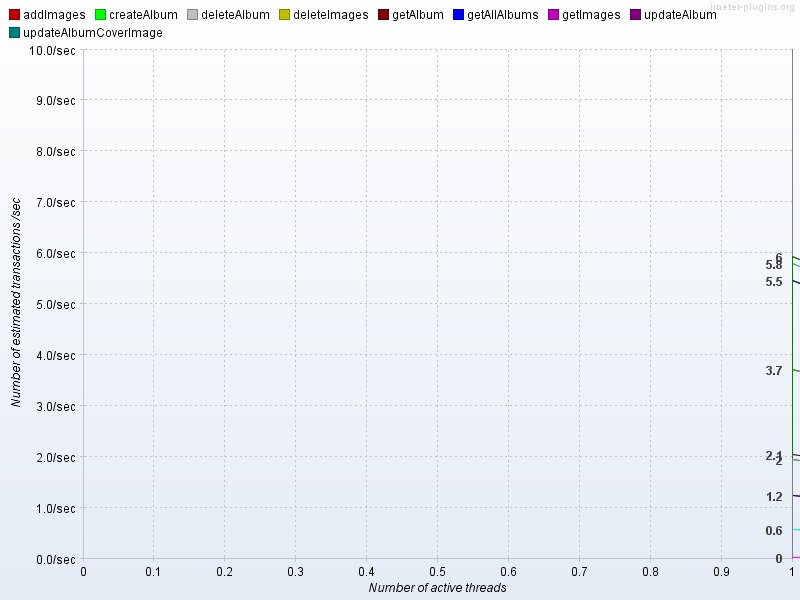 jmeter-plugins.org
addImages createAlbum deleteAlbum deleteImages getAlbum getAllAlbums getImages updateAlbum
updateAlbumCoverImage
10.0/sec
9.0/sec
8.0/sec
7.0/sec
6.0/sec
5.0/sec
4.0/sec
3.0/sec
2.0/sec
1.0/sec
0.0/sec
Number of estimated transactions /sec
6
5.8
5.5
3.7
2.1
2
1.2
0.6
0
0 0.1 0.2 0.3 0.4 0.5 0.6 0.7 0.8 0.9 1
Number of active threads